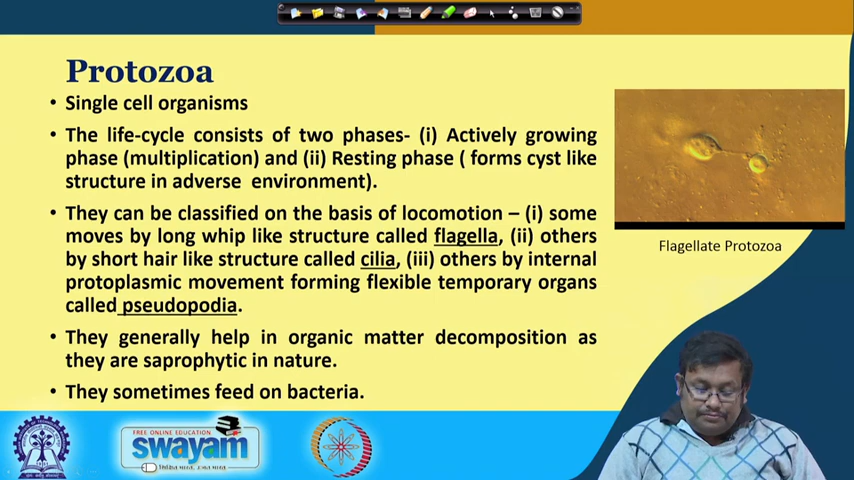 Protozoa
• Single cell organisms
• The life-cycle consists of two phases- (i) Actively growing
phase (multiplication) and (ii) Resting phase ( forms cyst like
structure in adverse environment).
• They can be classified on the basis of locomotion – (i) some
moves by long whip like structure called flagella, (ii) others
by short hair like structure called cilia, (iii) others by internal
protoplasmic movement forming flexible temporary organs
called pseudopodia.
• They generally help in organic matter decomposition as
they are saprophytic in nature.
• They sometimes feed on bacteria.
Flagellate Protozoa
FREE ONLINE EDUCATION
swayam